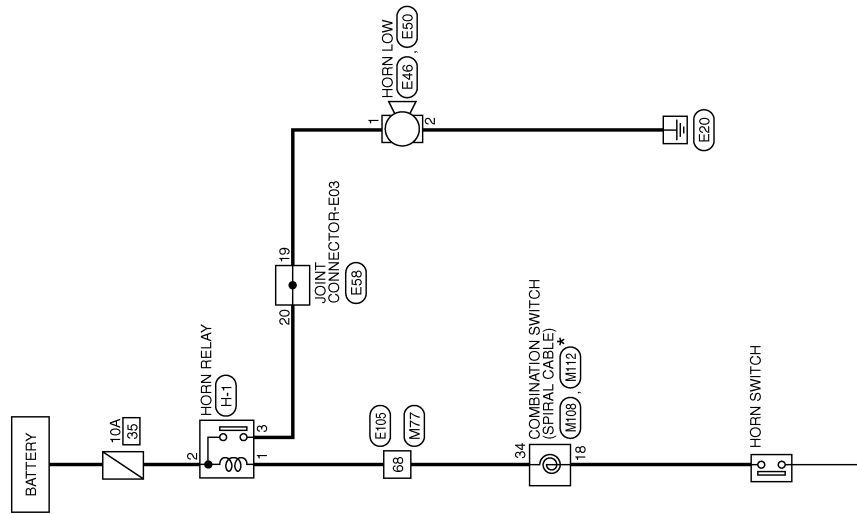 BATTERY
10A
35
2
HORN RELAY
H-1
1
3
20
19
JOINT
CONNECTOR-E03
E58
1
2
HORN LOW
E46 , E50
E20
68
E105
M77
34
18
COMBINATION SWITCH
(SPIRAL CABLE)
M108 , M112 *
HORN SWITCH